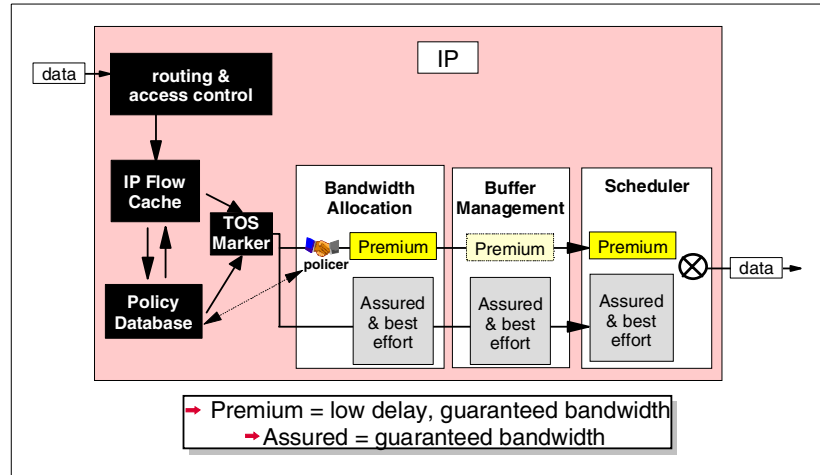 IP
data
routing &
access control
IP Flow
Cache
TOS
Marker
Policy
Database
Bandwidth
Allocation
policer
Premium
Assured
& best
effort
Buffer
Management
Premium
Assured
& best
effort
Scheduler
Premium
Assured
& best
effort
data
Premium = low delay, guaranteed bandwidth
Assured = guaranteed bandwidth